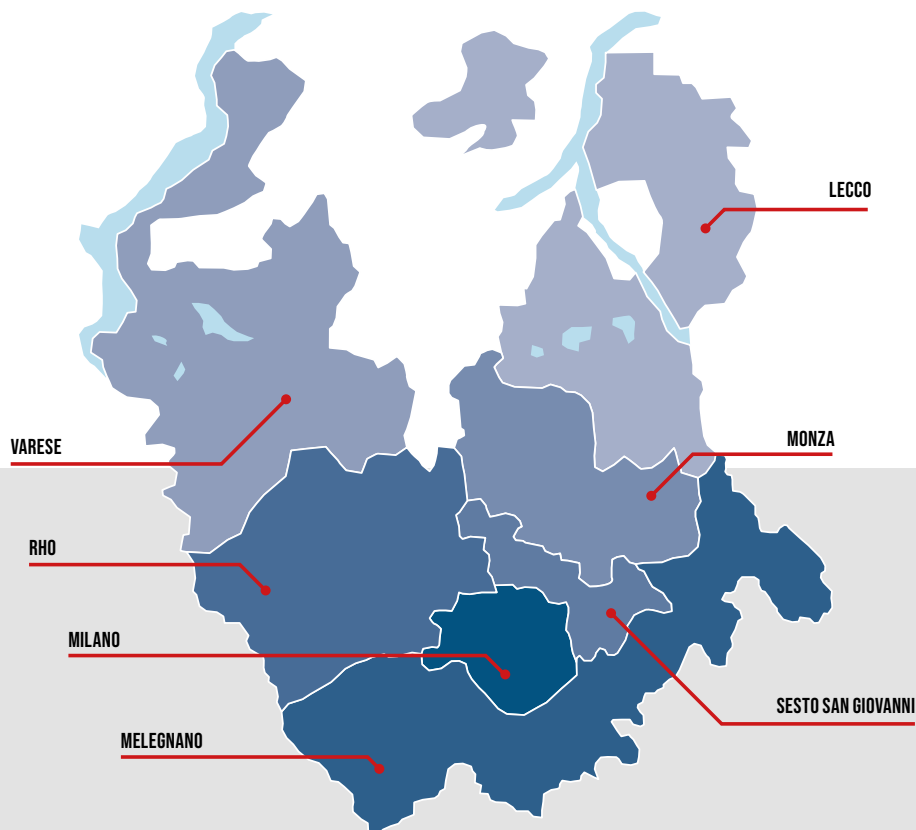 LECCO
MONZA
VARESE
RHO
MILANO
SESTO SAN GIOVANNI
MELEGNANO